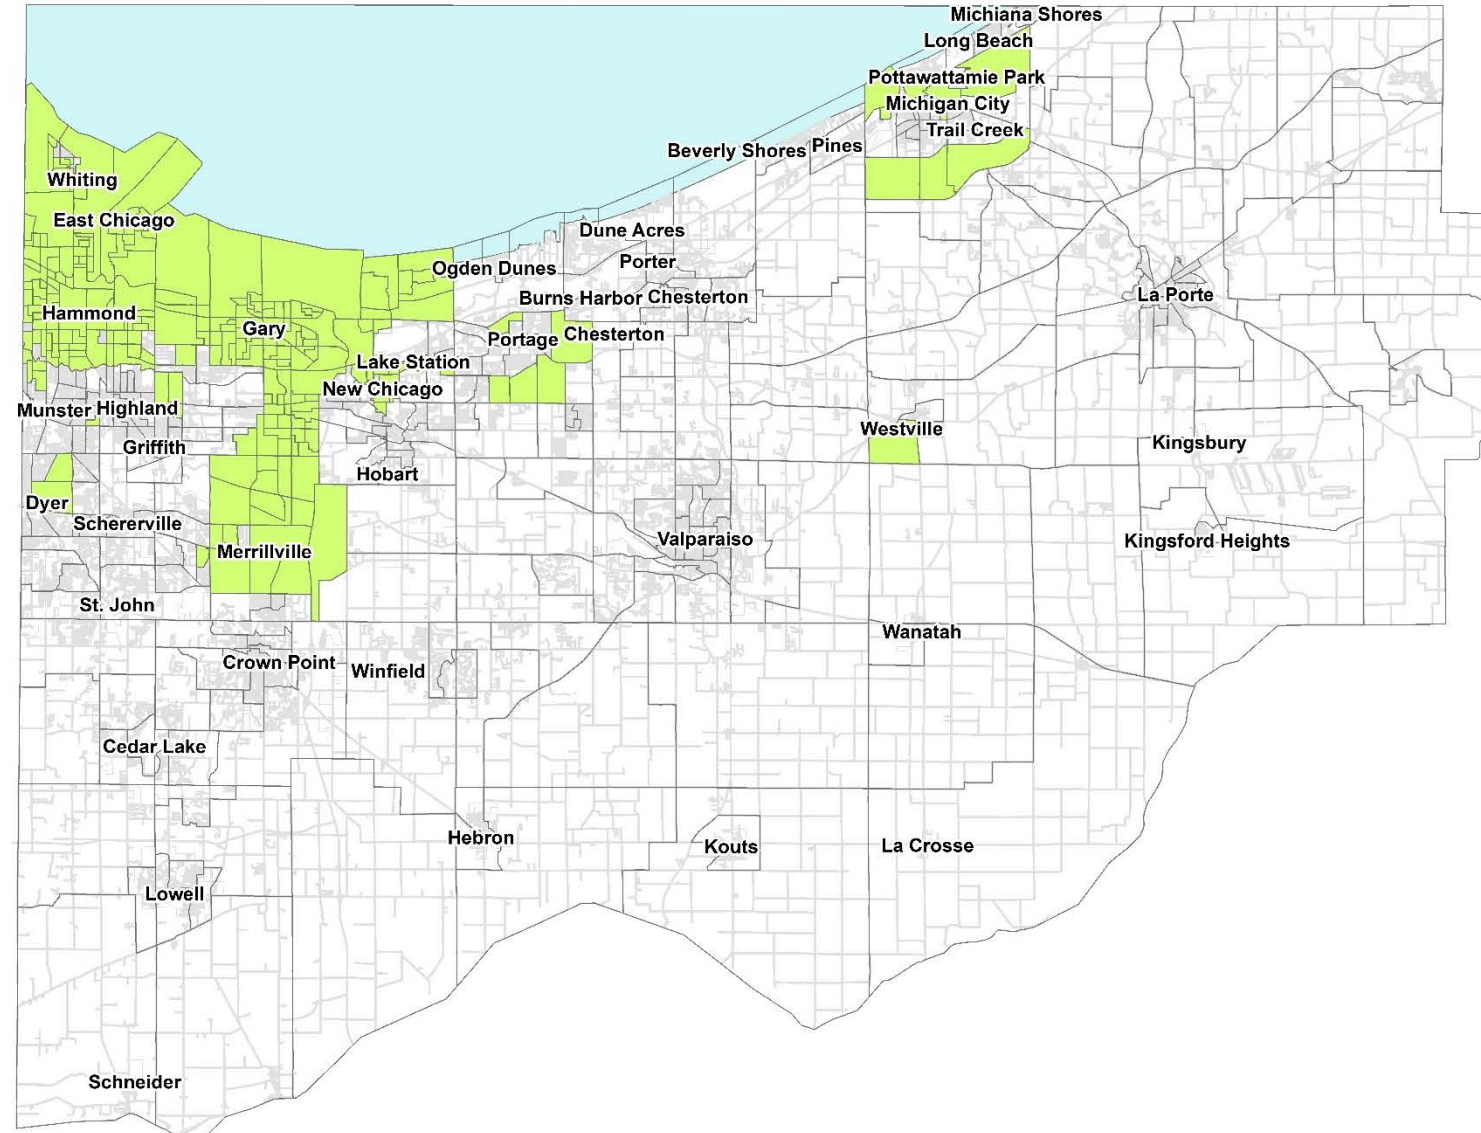 Michiana Shores
Long Beach
Pottawattamie Park
Michigan City
Trail Creek
Beverly Shores
Pines
Whiting
East Chicago
Dune Acres
Porter
Ogden Dunes
Burns Harbor
Chesterton
La Porte
Hammond
Gary
Portage
Chesterton
Lake Station
New Chicago
Munster
Highland
Griffith
Westville
Kingsbury
Hobart
Dyer
Schererville
Merrillville
Valparaiso
Kingsford Heights
St. John
Wanatah
Crown Point
Winfield
Cedar Lake
Hebron
Kouts
La Crosse
Lowell
Schneider